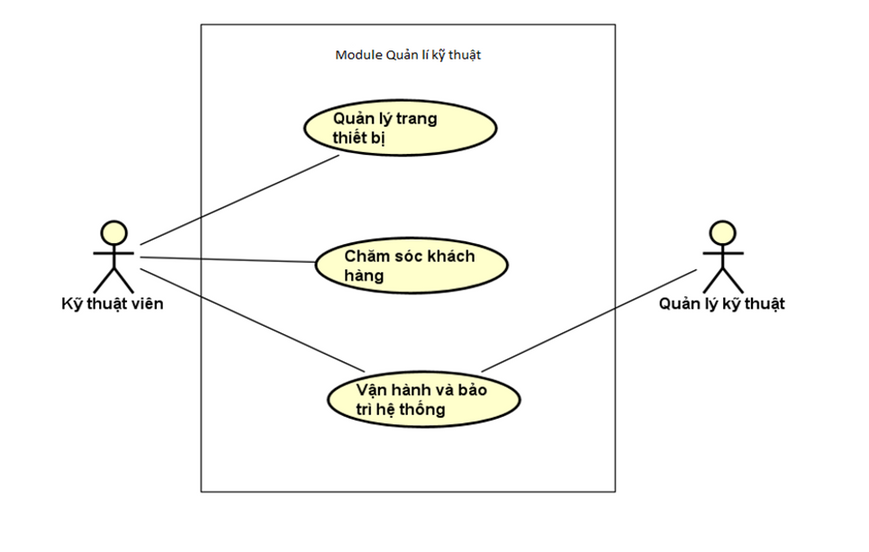 Module Quản lí kỹ thuật
Quản lý trang
thiết bị
Chăm sóc khách
hàng
Kỹ thuật viên
Quản lý kỹ thuật
Vận hành và bảo
trì hệ thống